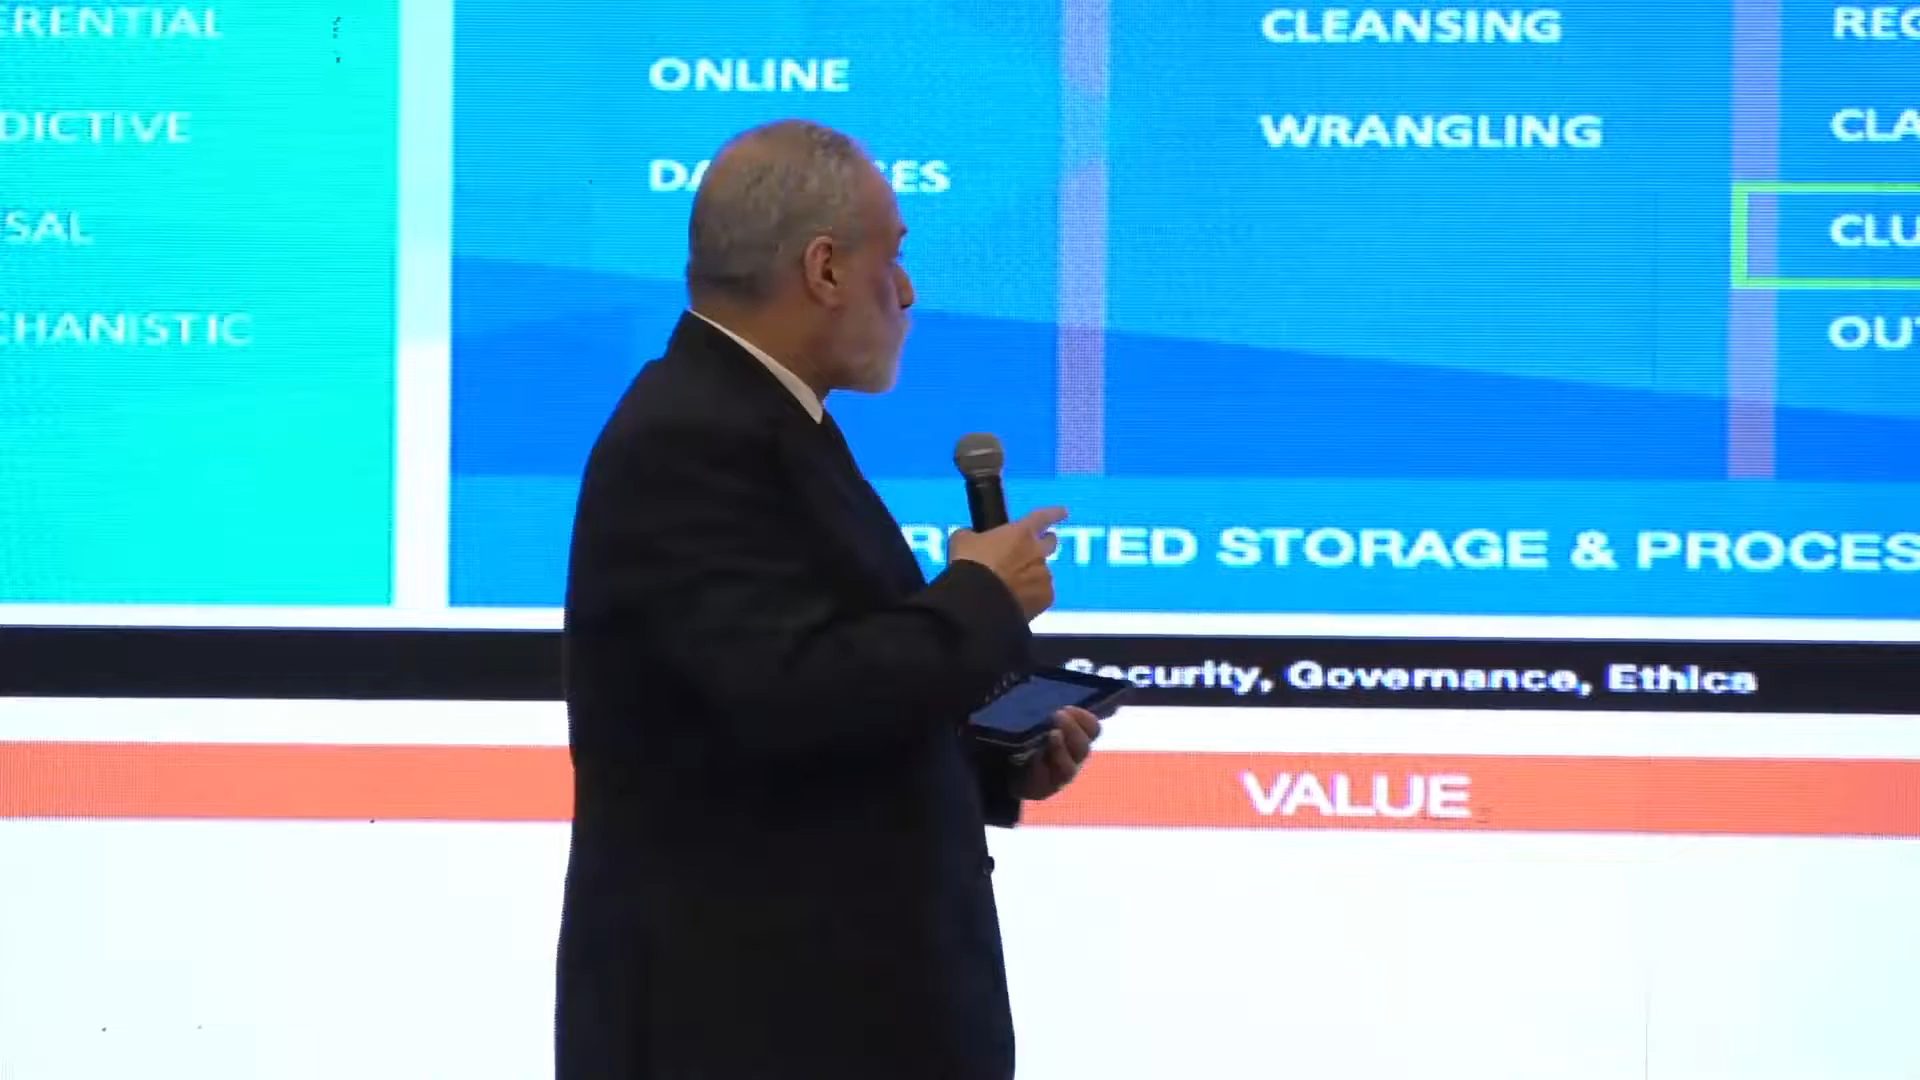 ERENTIAL
DICTIVE
SAL
CHANISTIC
ONLINE
CLEANSING
WRANGLING
REG
CLA
CLU
OUT
TED STORAGE & PROCES
Security, Governance, Ethics
VALUE